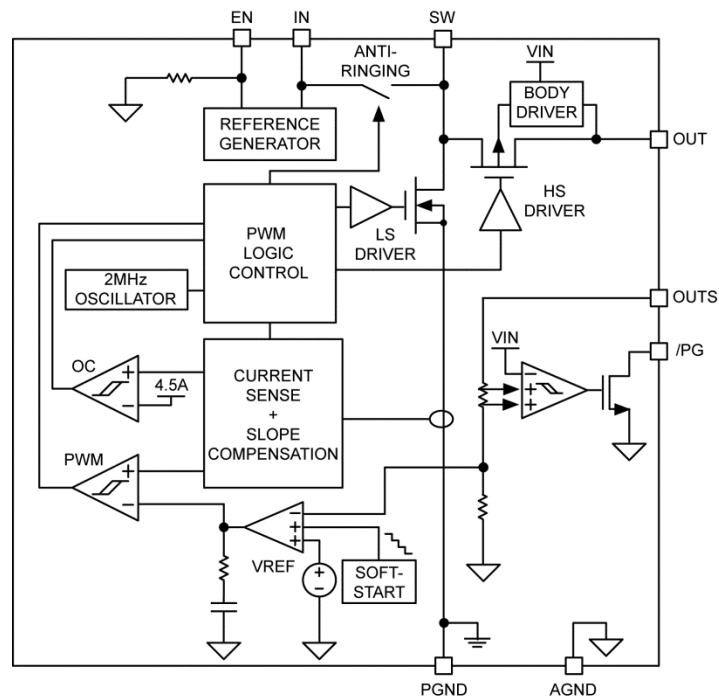 EN
IN
SW
ANTI-
RINGING
VIN
BODY
DRIVER
REFERENCE
GENERATOR
OUT
HS
DRIVER
PWM
LOGIC
CONTROL
LS
DRIVER
2MHz
OSCILLATOR
OUTS
VIN
/PG
OC
4.5A
+
−
CURRENT
SENSE
+
SLOPE
COMPENSATION
−
+
+
PWM
+
−
−
+
+
VREF
+
−
SOFT-
START
PGND
AGND